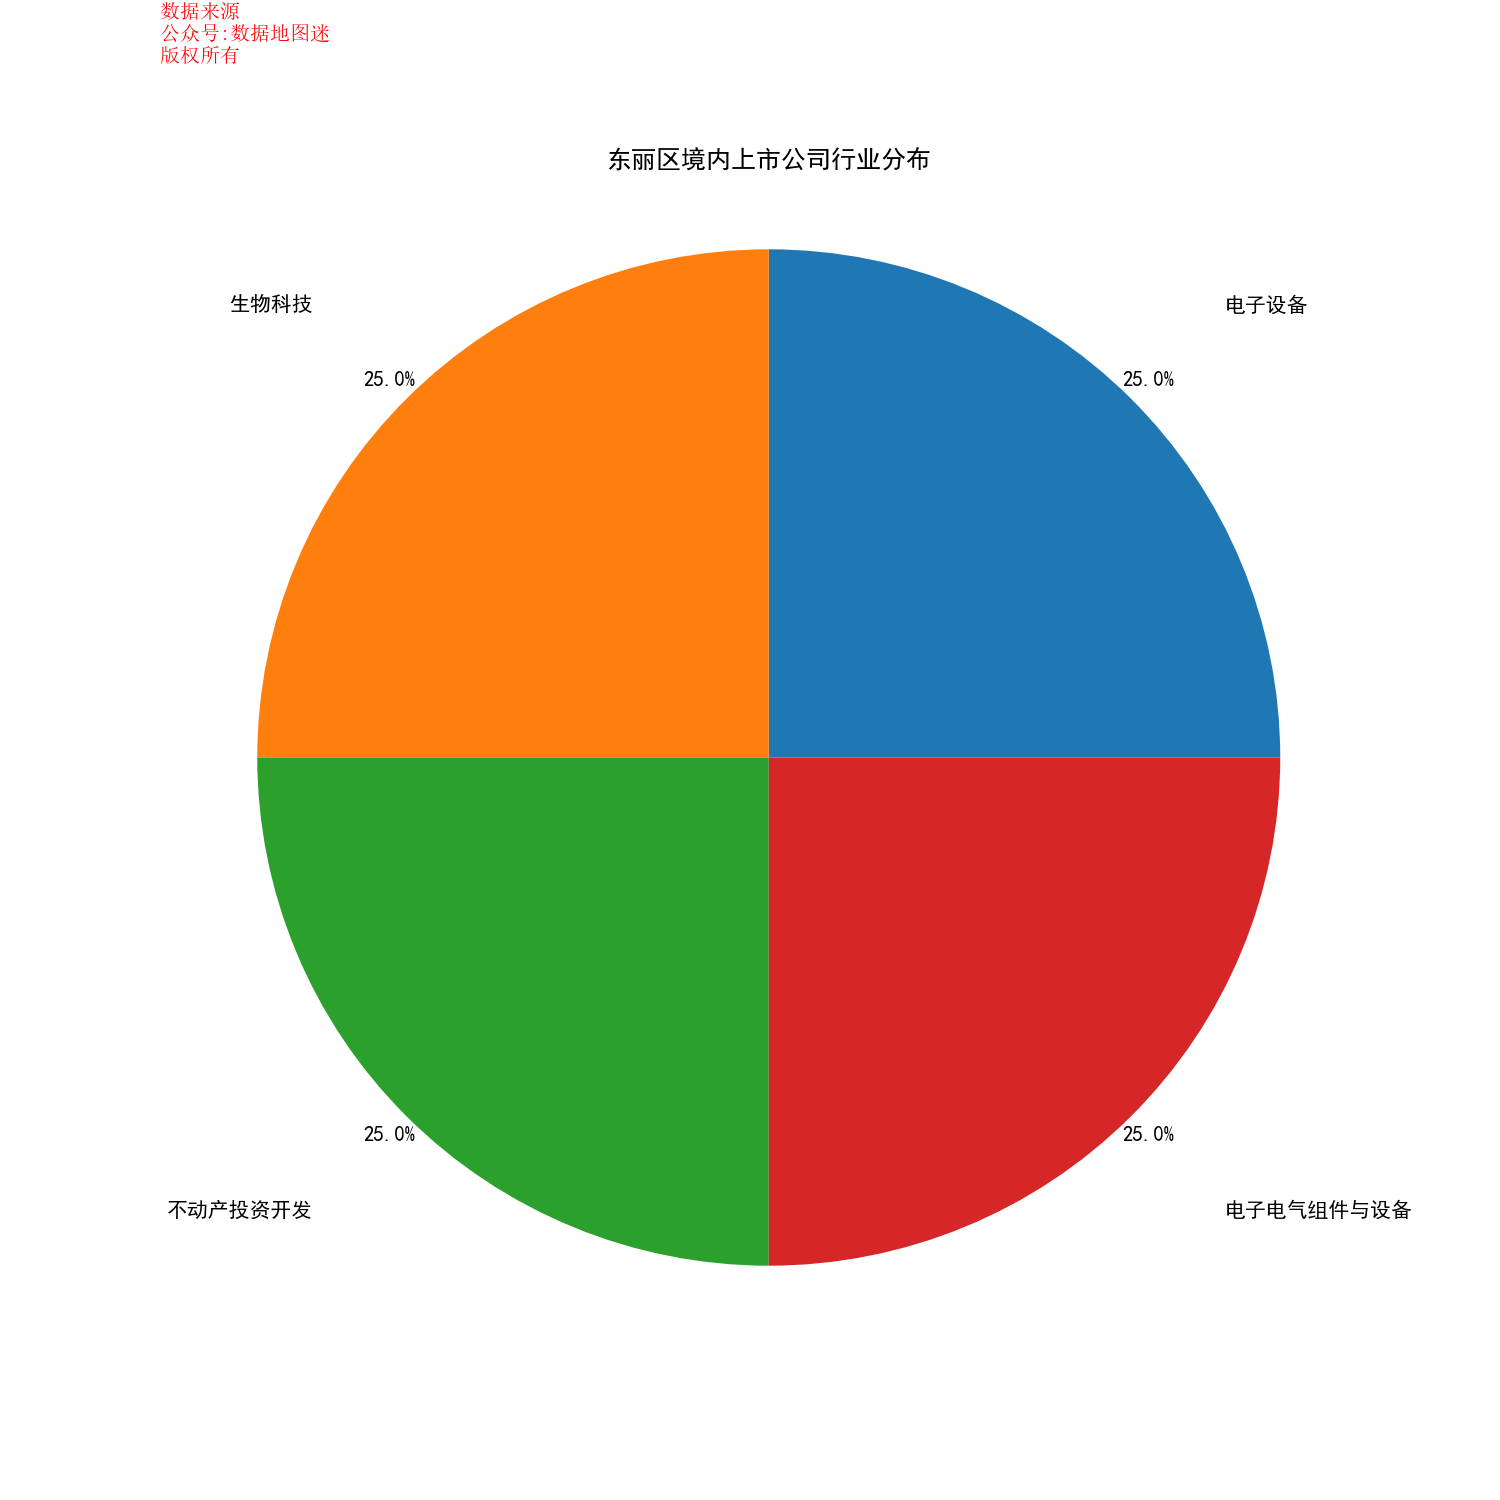 数据来源
公众号:数据地图迷
版权所有
东丽区境内上市公司行业分布
生物科技
电子设备
25.0%
25.0%
25.0%
25.0%
不动产投资开发
电子电气组件与设备